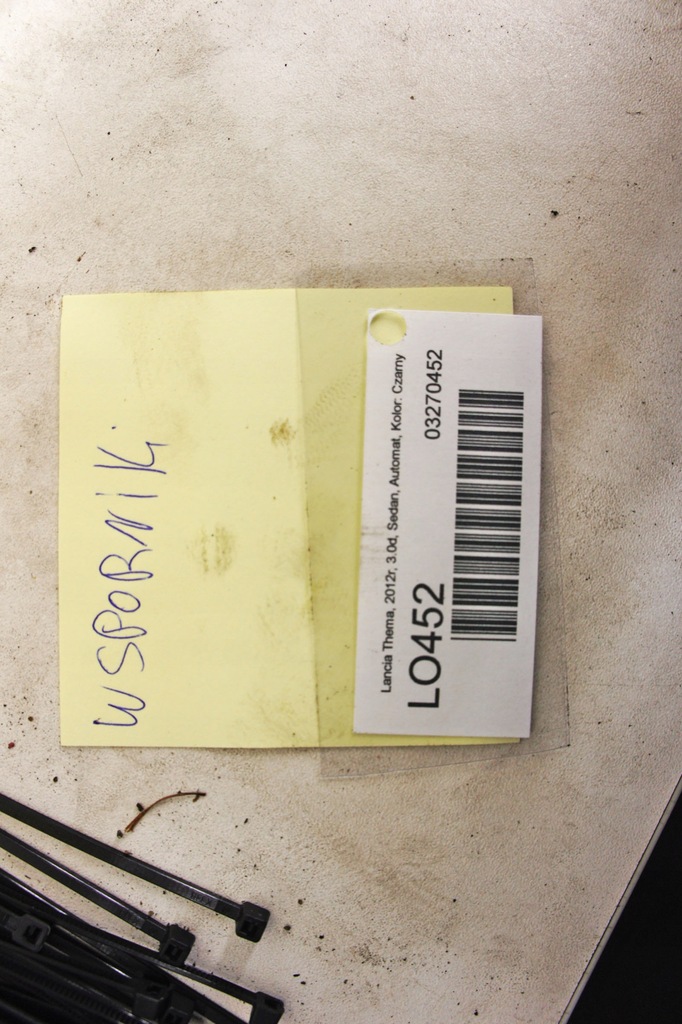 WSPORNIK
Lancia Thema, 2012r, 3.0d, Sedan, Automat, Kolor: Czarny
LO452
03270452